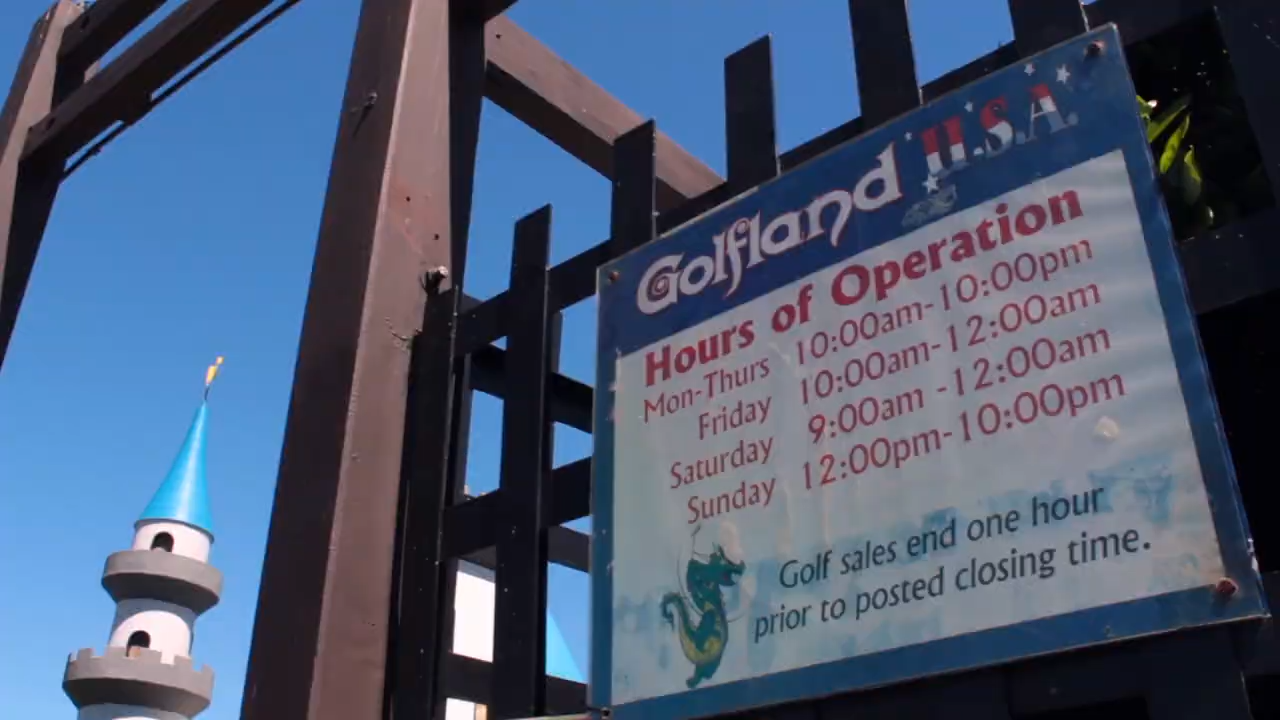 Golfland U.S.A.
Hours of Operation
Mon-Thurs 10:00am-10:00pm
Friday 10:00am-12:00am
Saturday 9:00am -12:00am
Sunday 12:00pm-10:00pm
Golf sales end one hour
prior to posted closing time.